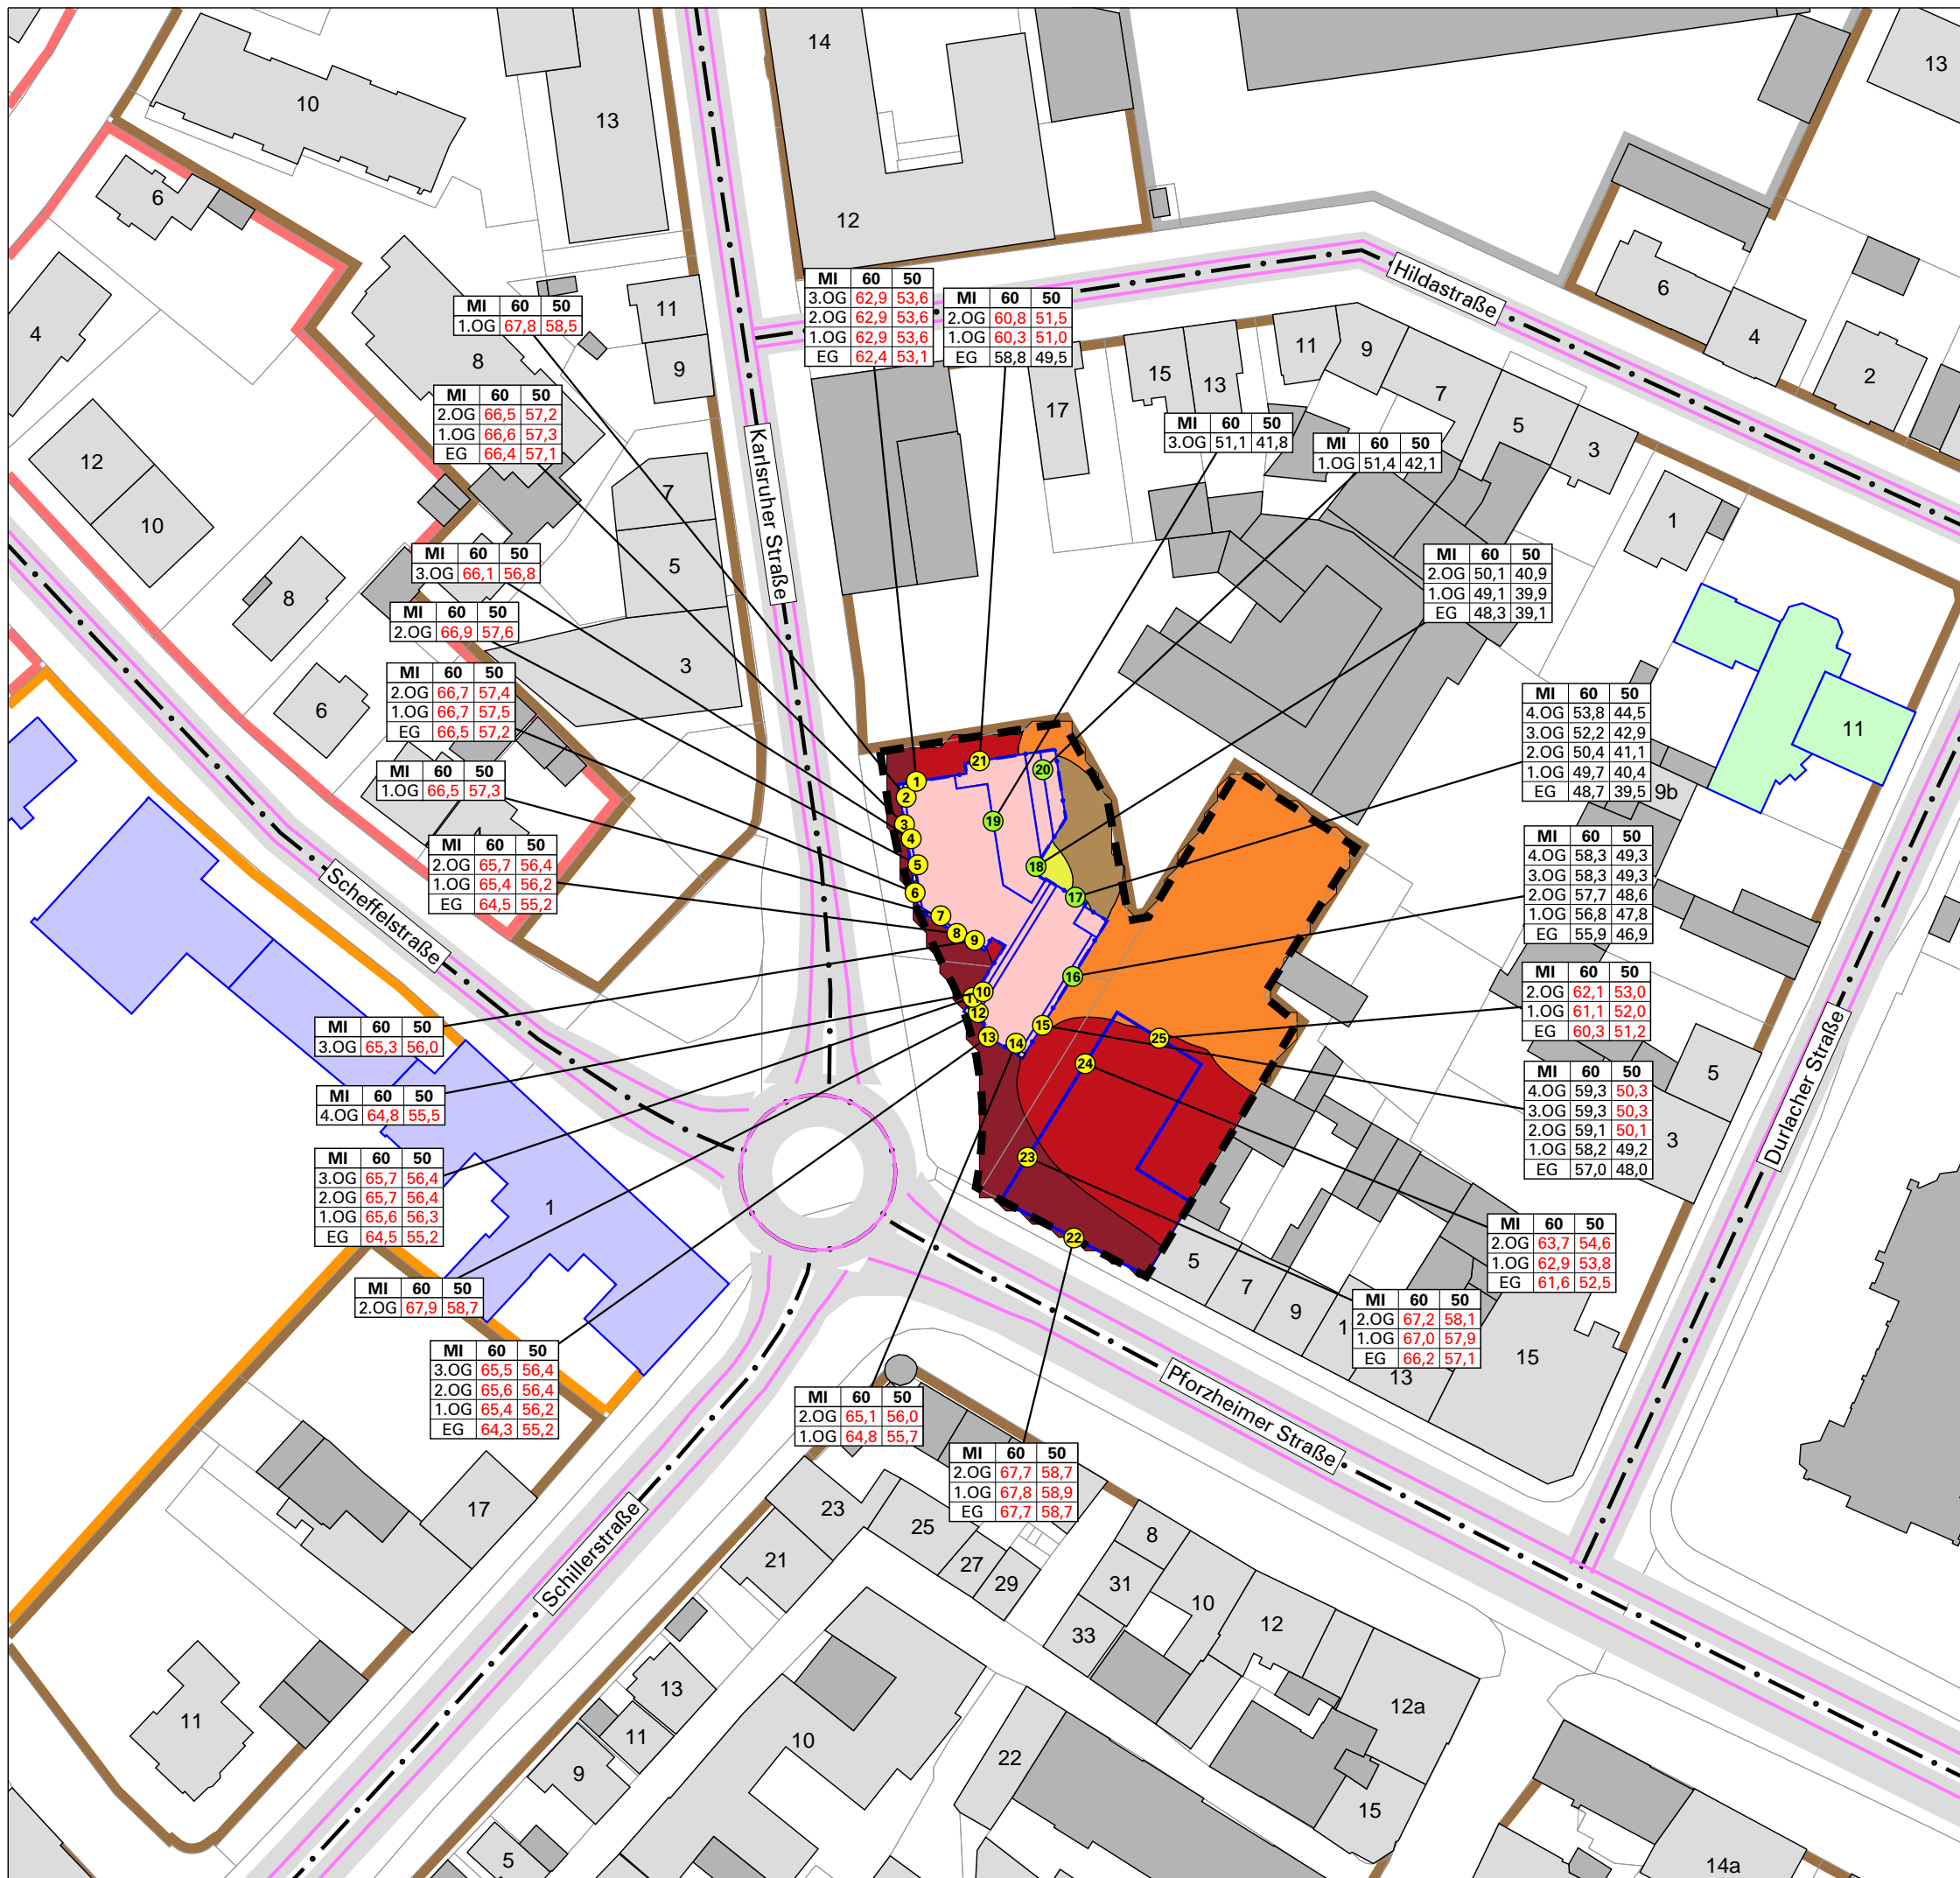 14
10
13
13
12
6
11
9
8
4
MI 60 50
1.OG 67,8 58,5
MI 60 50
3.OG 62,9 53,6
2.OG 62,9 53,6
1.OG 62,9 53,6
EG 62,4 53,1
MI 60 50
2.OG 60,8 51,5
1.OG 60,3 51,0
EG 58,8 49,5
Hildastraße
6
4
2
15
13
11
9
7
5
3
17
1
MI 60 50
2.OG 66,5 57,2
1.OG 66,6 57,3
EG 66,4 57,1
Karlsruher Straße
MI 60 50
3.OG 51,1 41,8
MI 60 50
1.OG 51,4 42,1
12
10
7
5
3
8
6
MI 60 50
3.OG 66,1 56,8
MI 60 50
2.OG 50,1 40,9
1.OG 49,1 39,9
EG 48,3 39,1
MI 60 50
2.OG 66,9 57,6
MI 60 50
2.OG 66,7 57,4
1.OG 66,7 57,5
EG 66,5 57,2
MI 60 50
4.OG 53,8 44,5
3.OG 52,2 42,9
2.OG 50,4 41,1
1.OG 49,7 40,4
EG 48,7 39,5
11
9b
MI 60 50
1.OG 66,5 57,3
MI 60 50
2.OG 65,7 56,4
1.OG 65,4 56,2
EG 64,5 55,2
MI 60 50
4.OG 58,3 49,3
3.OG 58,3 49,3
2.OG 57,7 48,6
1.OG 56,8 47,8
EG 55,9 46,9
Scheffelstraße
1
2
3
4
5
6
7
8
9
10
12
13
14
15
16
17
18
19
20
21
22
23
24
25
MI 60 50
3.OG 65,3 56,0
MI 60 50
2.OG 62,1 53,0
1.OG 61,1 52,0
EG 60,3 51,2
MI 60 50
4.OG 64,8 55,5
MI 60 50
4.OG 59,3 50,3
3.OG 59,3 50,3
2.OG 59,1 50,1
1.OG 58,2 49,2
EG 57,0 48,0
5
3
Durlacher Straße
MI 60 50
3.OG 65,7 56,4
2.OG 65,7 56,4
1.OG 65,6 56,3
EG 64,5 55,2
1
MI 60 50
2.OG 63,7 54,6
1.OG 62,9 53,8
EG 61,6 52,5
MI 60 50
2.OG 67,9 58,7
MI 60 50
2.OG 67,2 58,1
1.OG 67,0 57,9
EG 66,2 57,1
5
7
9
13
15
MI 60 50
3.OG 65,5 56,4
2.OG 65,6 56,4
1.OG 65,4 56,2
EG 64,3 55,2
MI 60 50
2.OG 65,1 56,0
1.OG 64,8 55,7
MI 60 50
2.OG 67,7 58,7
1.OG 67,8 58,9
EG 67,7 58,7
Pforzheimer Straße
Schillerstraße
17
23
25
21
27
29
8
31
33
10
12
12a
15
13
11
9
5
11
10
22
14a